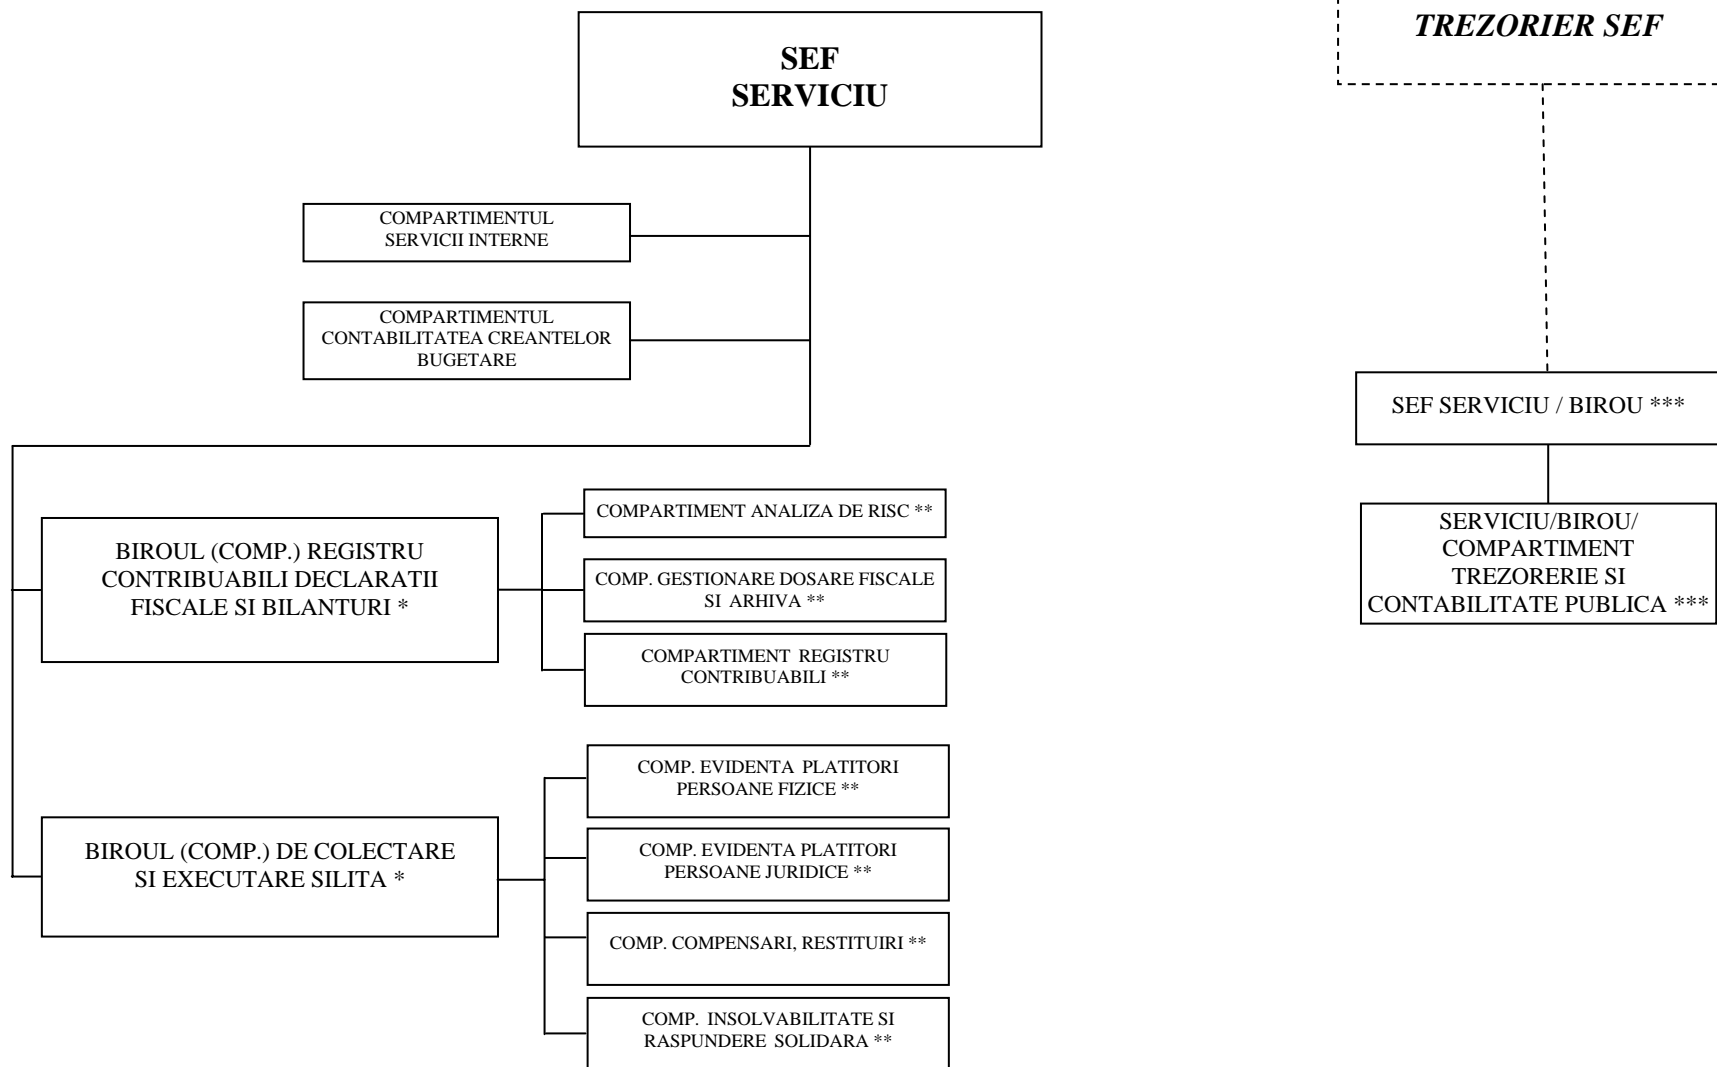 SEF
SERVICIU
TREZORIER SEF
COMPARTIMENTUL
SERVICII INTERNE
COMPARTIMENTUL
CONTABILITATEA CREANTELOR
BUGETARE
SEF SERVICIU / BIROU ***
SERVICIU/BIROU/
COMPARTIMENT
TREZORERIE SI
CONTABILITATE PUBLICA ***
BIROUL (COMP.) REGISTRU
CONTRIBUABILI DECLARATII
FISCALE SI BILANTURI *
COMPARTIMENT ANALIZA DE RISC **
COMP. GESTIONARE DOSARE FISCALE
SI ARHIVA **
COMPARTIMENT REGISTRU
CONTRIBUABILI **
BIROUL (COMP.) DE COLECTARE
SI EXECUTARE SILITA *
COMP. EVIDENTA PLATITORI
PERSOANE FIZICE **
COMP. EVIDENTA PLATITORI
PERSOANE JURIDICE **
COMP. COMPENSARI, RESTITUIRI **
COMP. INSOLVABILITATE SI
RASPUNDERE SOLIDARA **